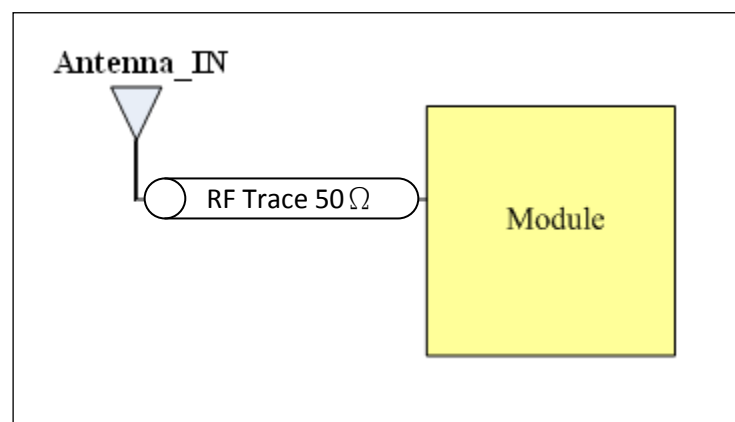 Antenna_IN
RF Trace 50Ω
Module